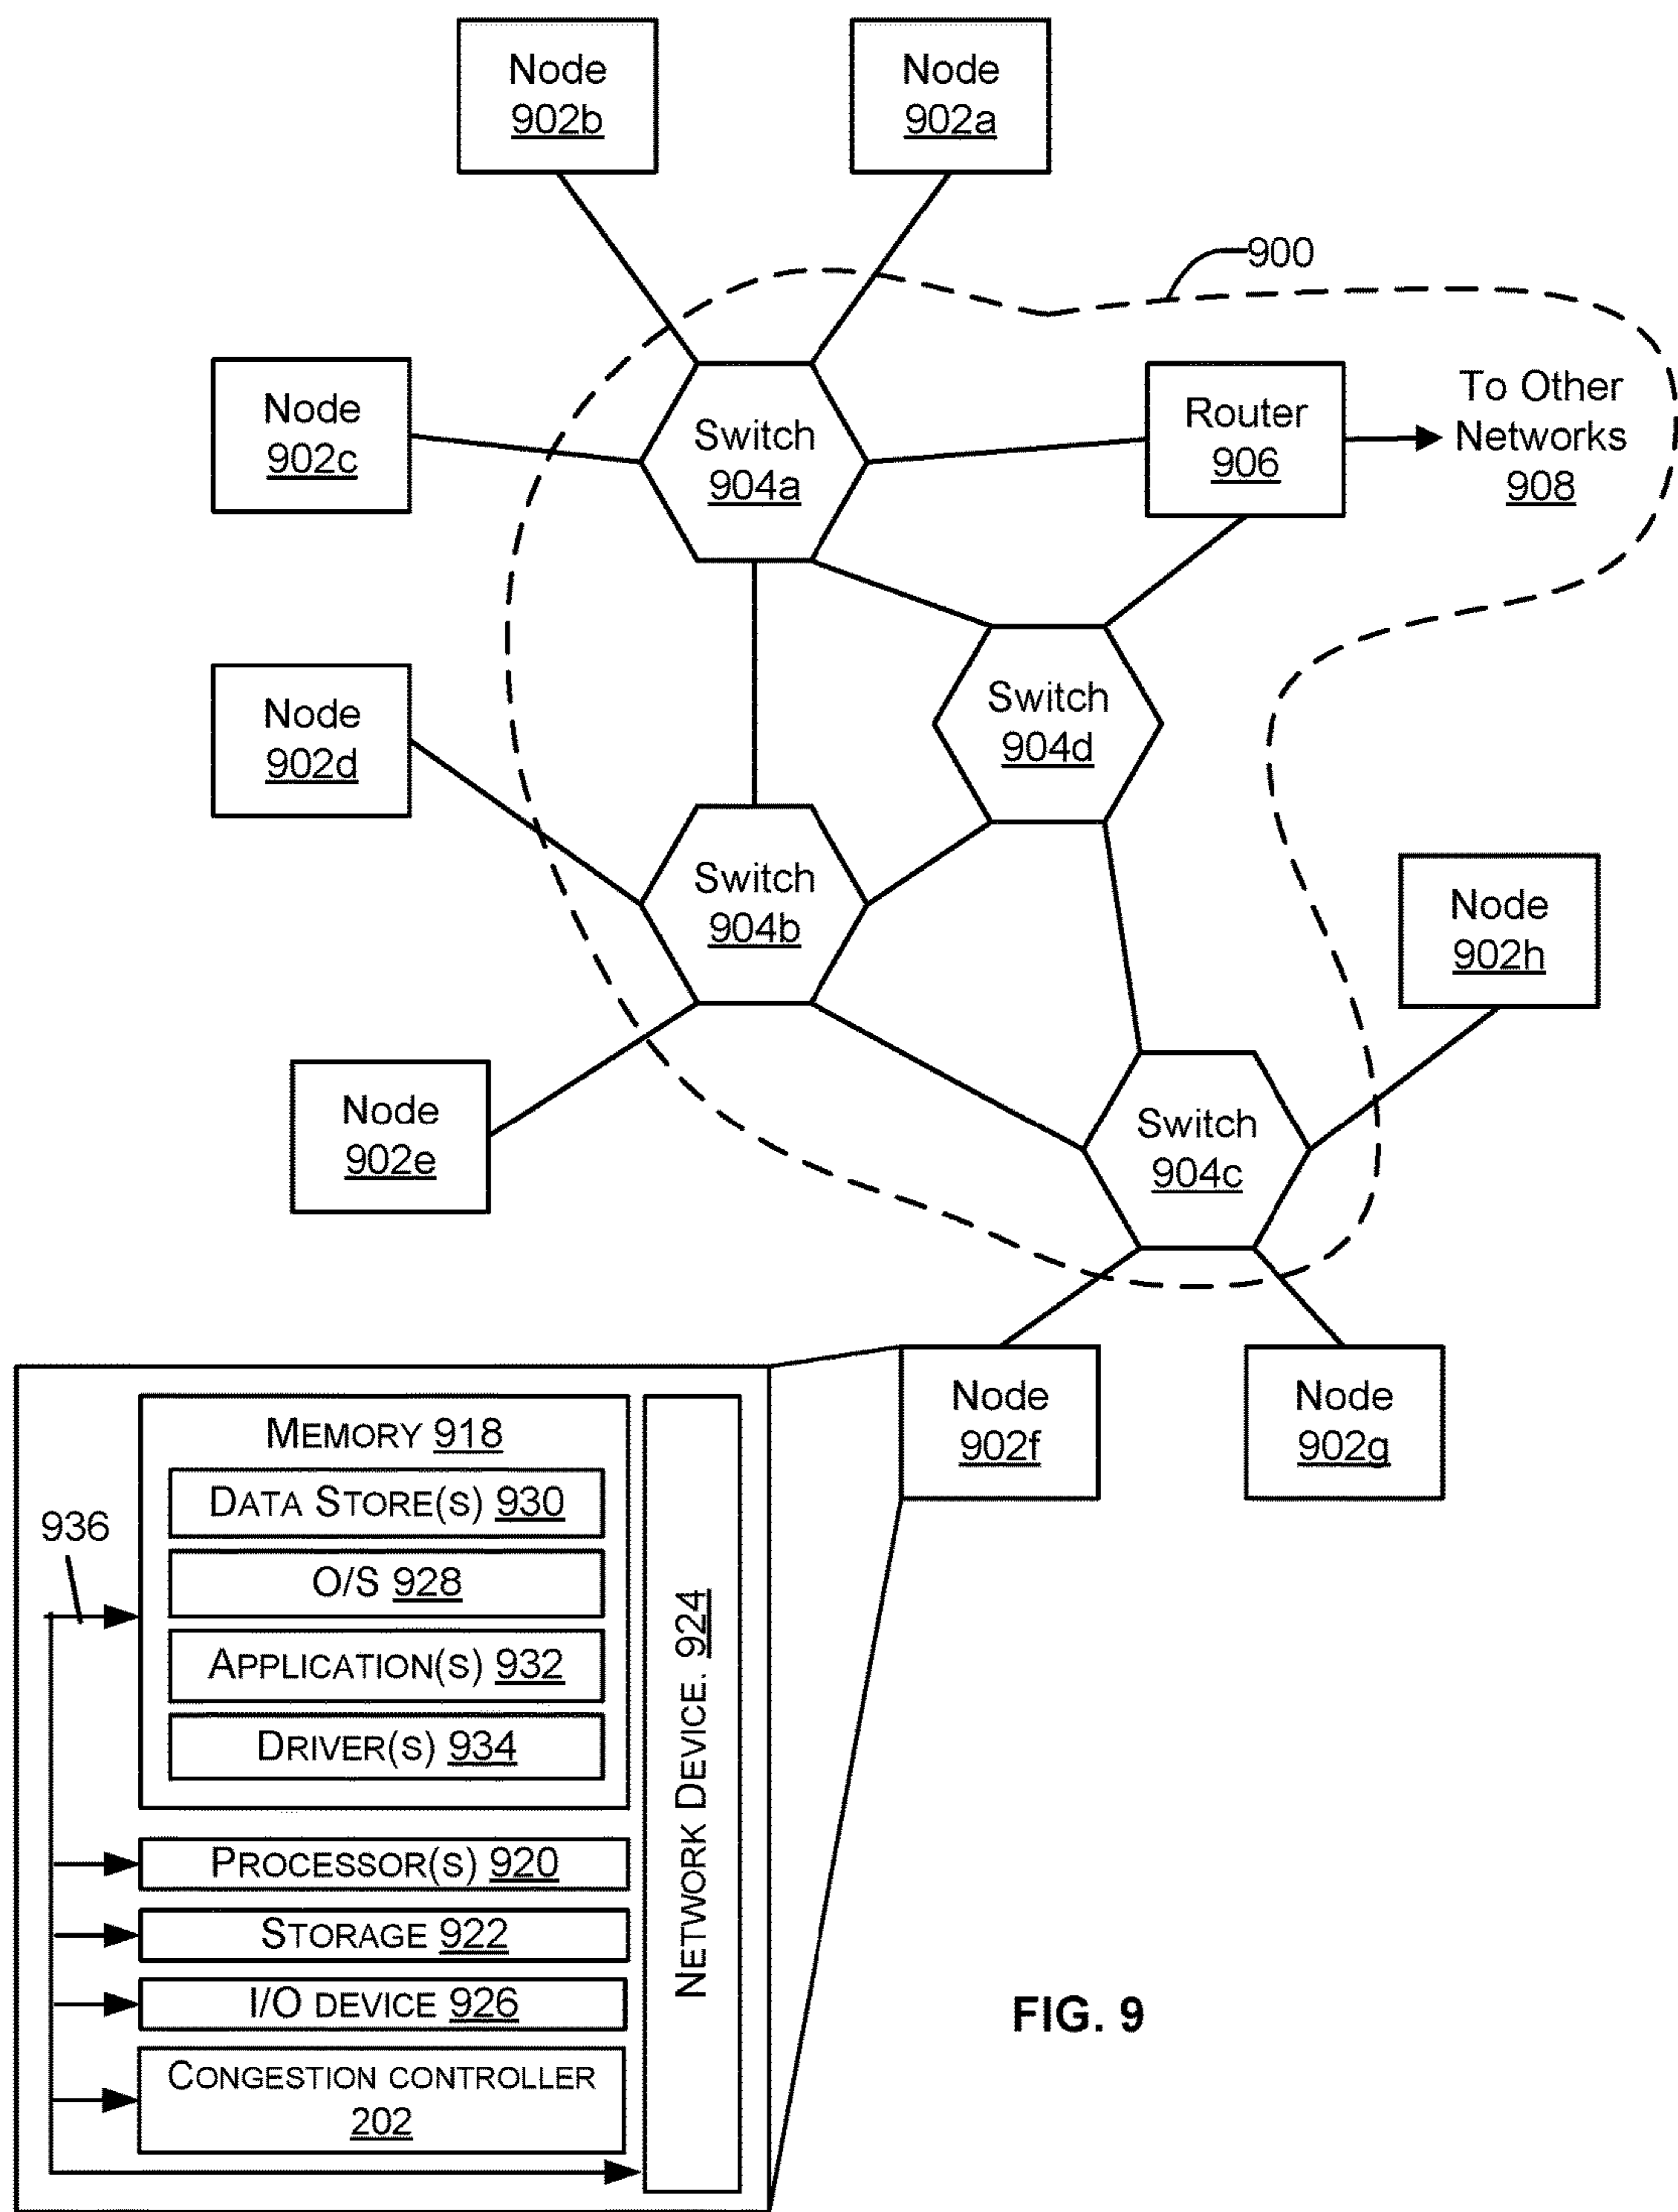 Node
902b
Node
902a
900
Node
902c
Switch
904a
Router
906
To Other
Networks
908
Node
902d
Switch
904d
Switch
904b
Node
902h
Node
902e
Switch
904c
Node
902f
Node
902g
MEMORY 918
DATA STORE(S) 930
936
O/S 928
APPLICATION(S) 932
DRIVER(S) 934
NETWORK DEVICE. 924
PROCESSOR(S) 920
STORAGE 922
I/O DEVICE 926
CONGESTION CONTROLLER
202
FIG. 9